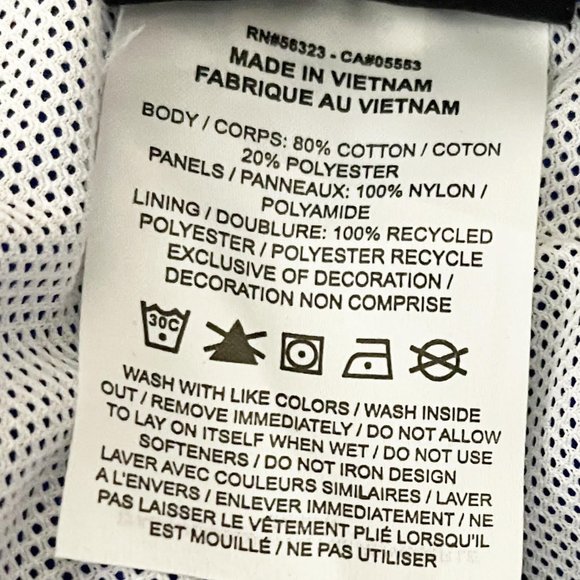 RN#56323 - CA#05553
MADE IN VIETNAM
FABRIQUE AU VIETNAM
BODY / CORPS: 80% COTTON / COTON
20% POLYESTER
PANELS / PANNEAUX: 100% NYLON /
POLYAMIDE
LINING / DOUBLURE: 100% RECYCLED
POLYESTER / POLYESTER RECYCLE
EXCLUSIVE OF DECORATION /
DECORATION NON COMPRISE
30C
WASH WITH LIKE COLORS / WASH INSIDE
OUT / REMOVE IMMEDIATELY / DO NOT ALLOW
TO LAY ON ITSELF WHEN WET / DO NOT USE
SOFTENERS / DO NOT IRON DESIGN
LAVER AVEC COULEURS SIMILAIRES / LAVER
A L'ENVERS / ENLEVER IMMEDIATEMENT / NE
PAS LAISSER LE VÊTEMENT PLIÉ LORSQU'IL
EST MOUILLÉ / NE PAS UTILISER